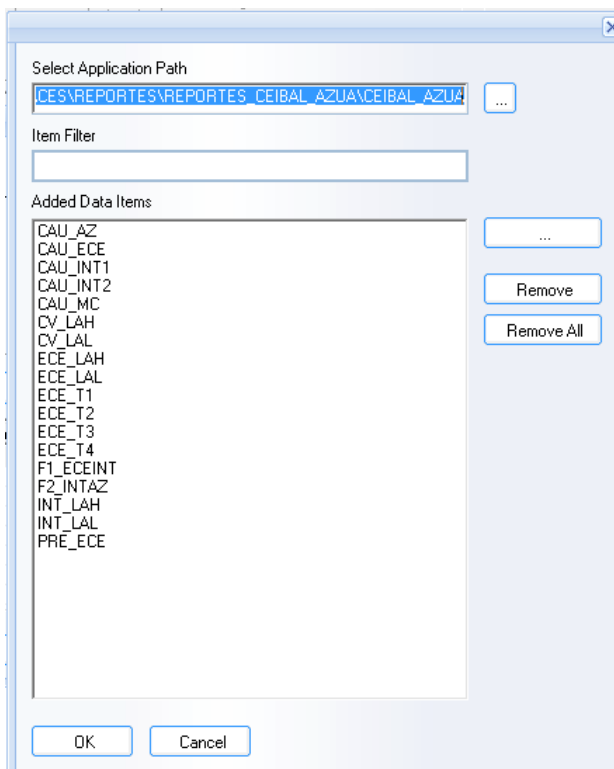 Select Application Path
.CES\REPORTES\REPORTES_CEIBAL_AZUA\CEIBAL_AZUA
...
Item Filter
Added Data Items
CAU_AZ
CAU_ECE
CAU_INT1
CAU_INT2
CAU_MC
CV_LAH
CV_LAL
ECE_LAH
ECE_LAL
ECE_T1
ECE_T2
ECE_T3
ECE_T4
F1_ECEINT
F2_INTAZ
INT_LAH
INT_LAL
PRE_ECE
...
Remove
Remove All
OK Cancel